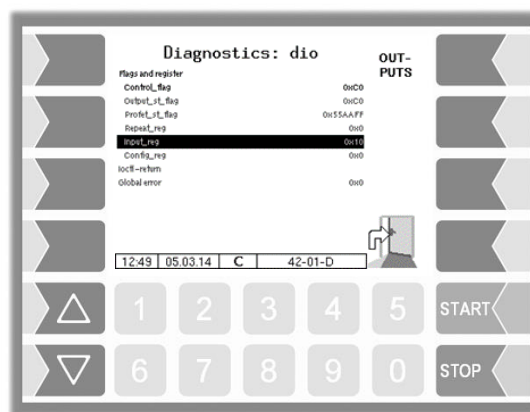 Diagnostics: dio
OUT-
PUTS
Flags and register
Control_flag 0xC0
Output_st_flag 0xC0
Profet_st_flag 0x55AAFF
Repeat_reg 0x0
Input_reg 0x10
Config_reg 0x0
ioctl-return
Global error 0x0
12:49 05.03.14 C 42-01-D
1 2 3 4 5 START
6 7 8 9 0 STOP